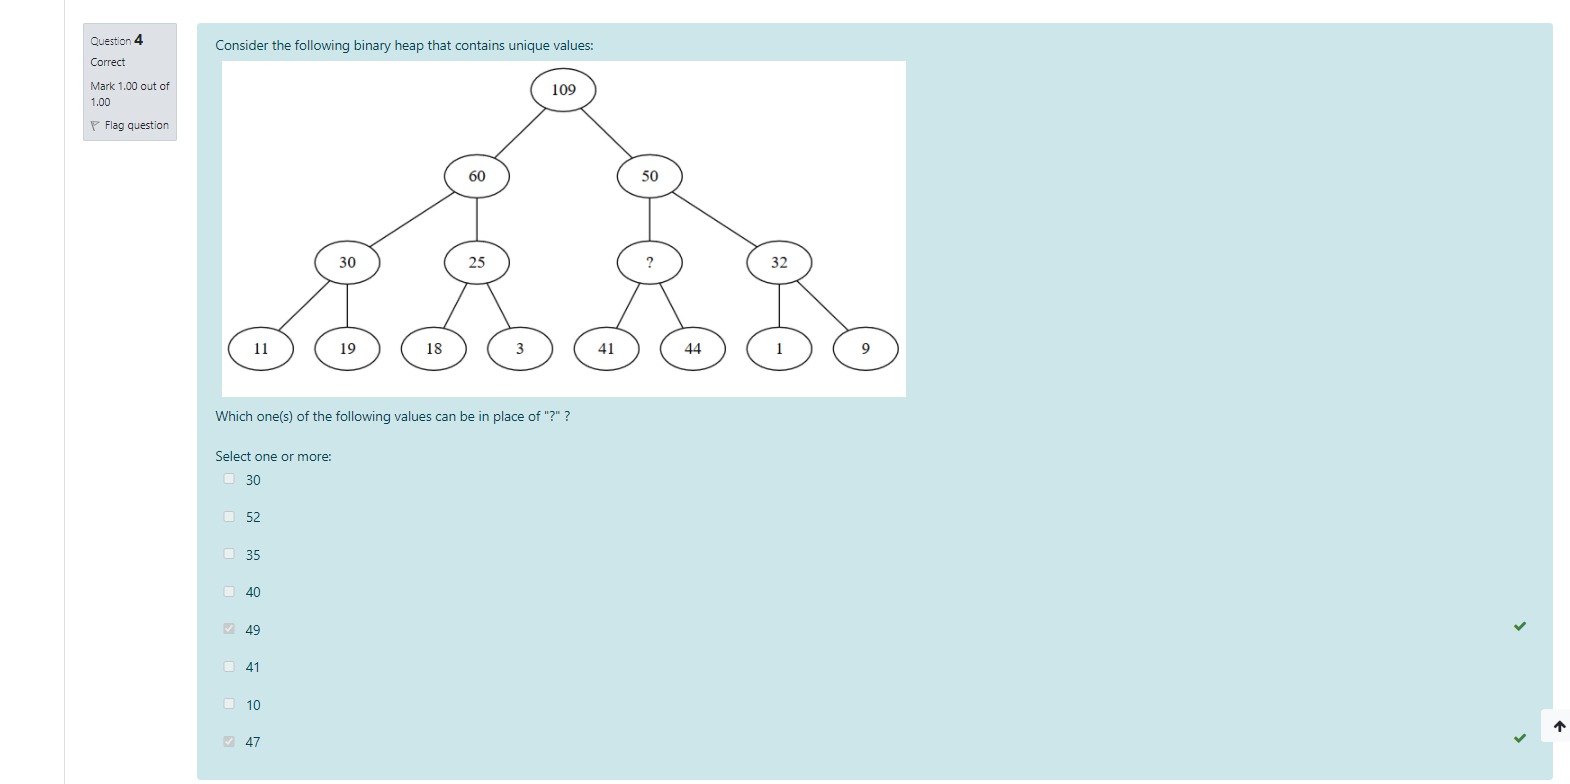 Question 4
Correct
Mark 1.00 out of
1.00
Flag question
Consider the following binary heap that contains unique values:
109
60 50
30 25 ? 32
11 19 18 3 41 44 1 9
Which one(s) of the following values can be in place of "?" ?
Select one or more:
30
52
35
40
49
41
10
47